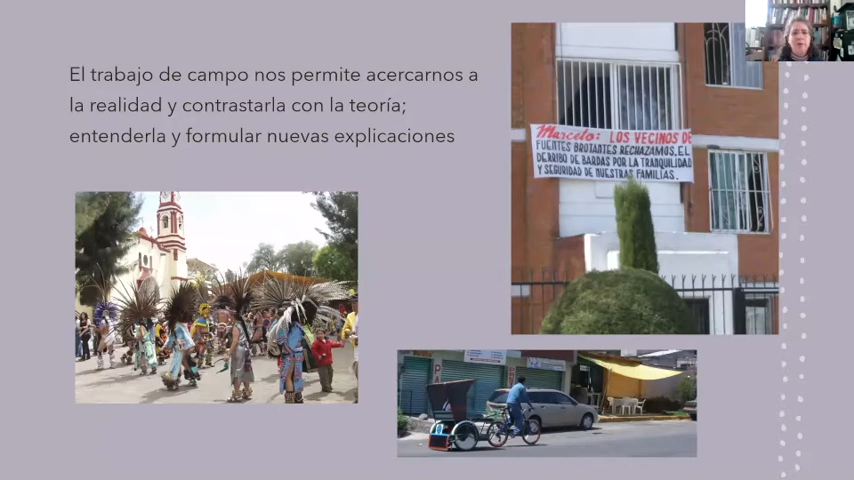 El trabajo de campo nos permite acercarnos a
la realidad y contrastarla con la teoría;
entenderla y formular nuevas explicaciones
Marcelo: LOS VECINOS DE
FUENTES BROTANTES RECHAZAMOS, EL
DERRIBO DE BARDAS POR LA TRANQUILIDAD
Y SEGURIDAD DE NUESTRAS FAMILIAS.